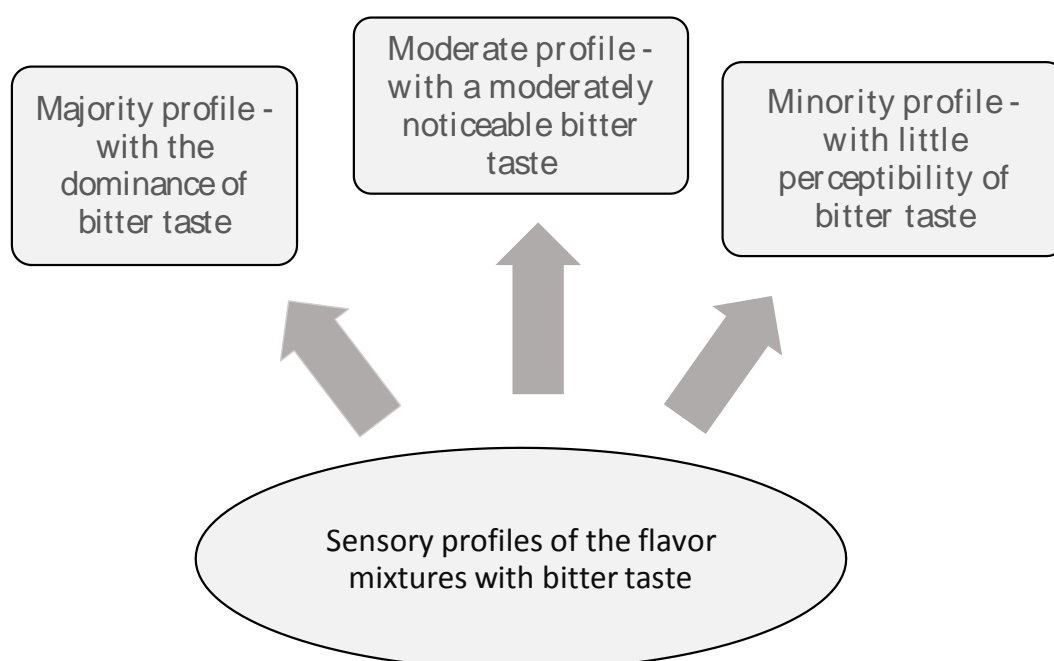 Majority profile -
with the
dominance of
bitter taste
Moderate profile -
with a moderately
noticeable bitter
taste
Minority profile -
with little
perceptibility of
bitter taste
Sensory profiles of the flavor
mixtures with bitter taste